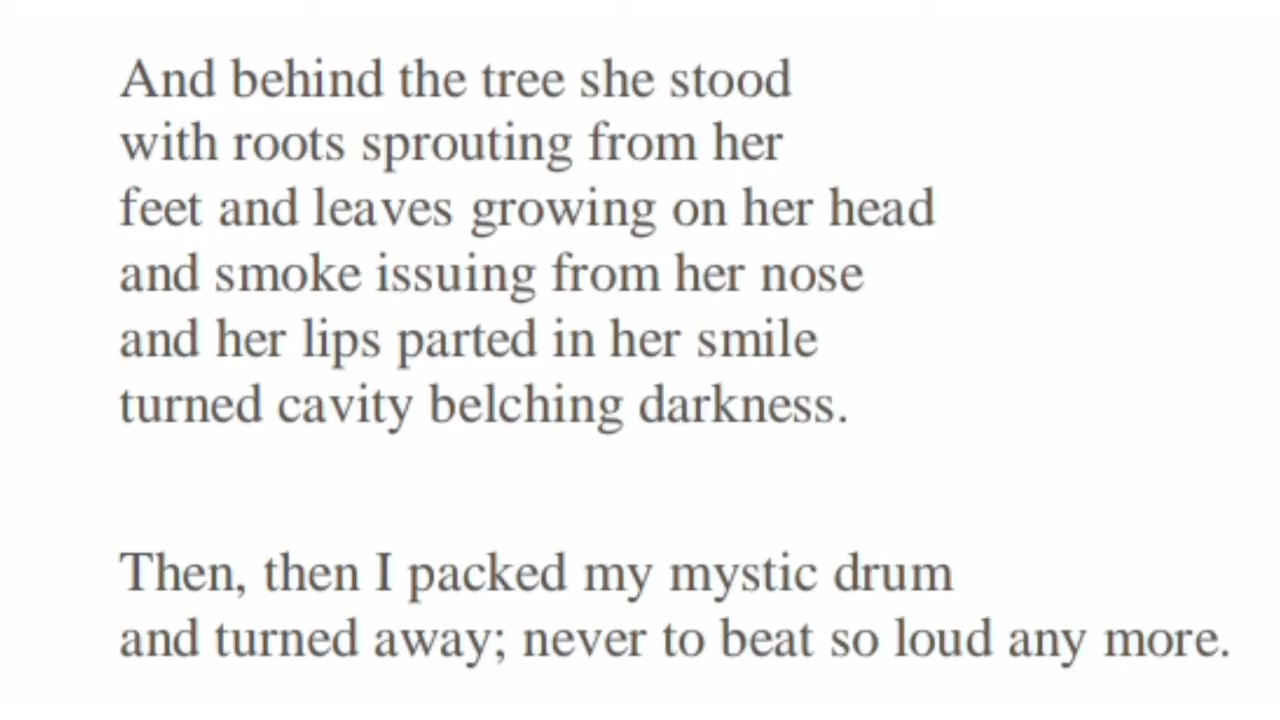 And behind the tree she stood
with roots sprouting from her
feet and leaves growing on her head
and smoke issuing from her nose
and her lips parted in her smile
turned cavity belching darkness.
Then, then I packed my mystic drum
and turned away; never to beat so loud any more.